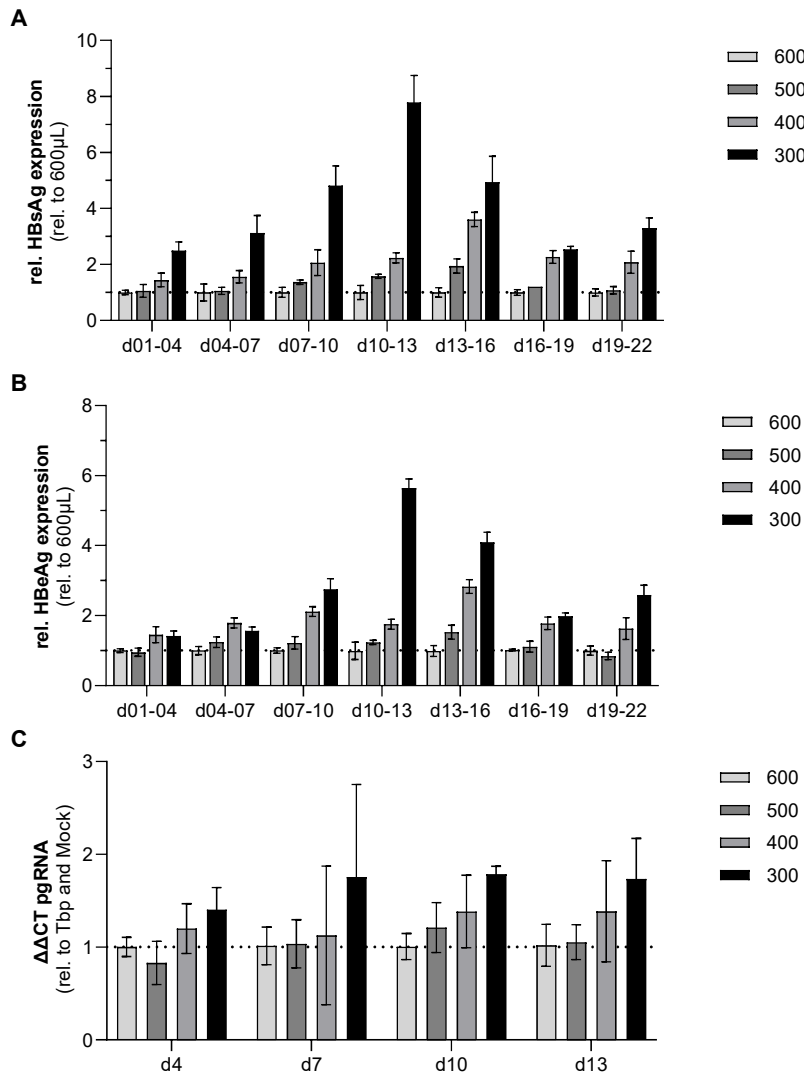 A
rel. HBsAg expression
(rel. to 600µL)
10
8
6
4
2
0
d01-04 d04-07 d07-10 d10-13 d13-16 d16-19 d19-22
600
500
400
300
B
rel. HBeAg expression
(rel. to 600µL)
8
6
4
2
0
d01-04 d04-07 d07-10 d10-13 d13-16 d16-19 d19-22
600
500
400
300
C
ΔΔCT pgRNA
(rel. to Tbp and Mock)
3
2
1
0
d4 d7 d10 d13
600
500
400
300